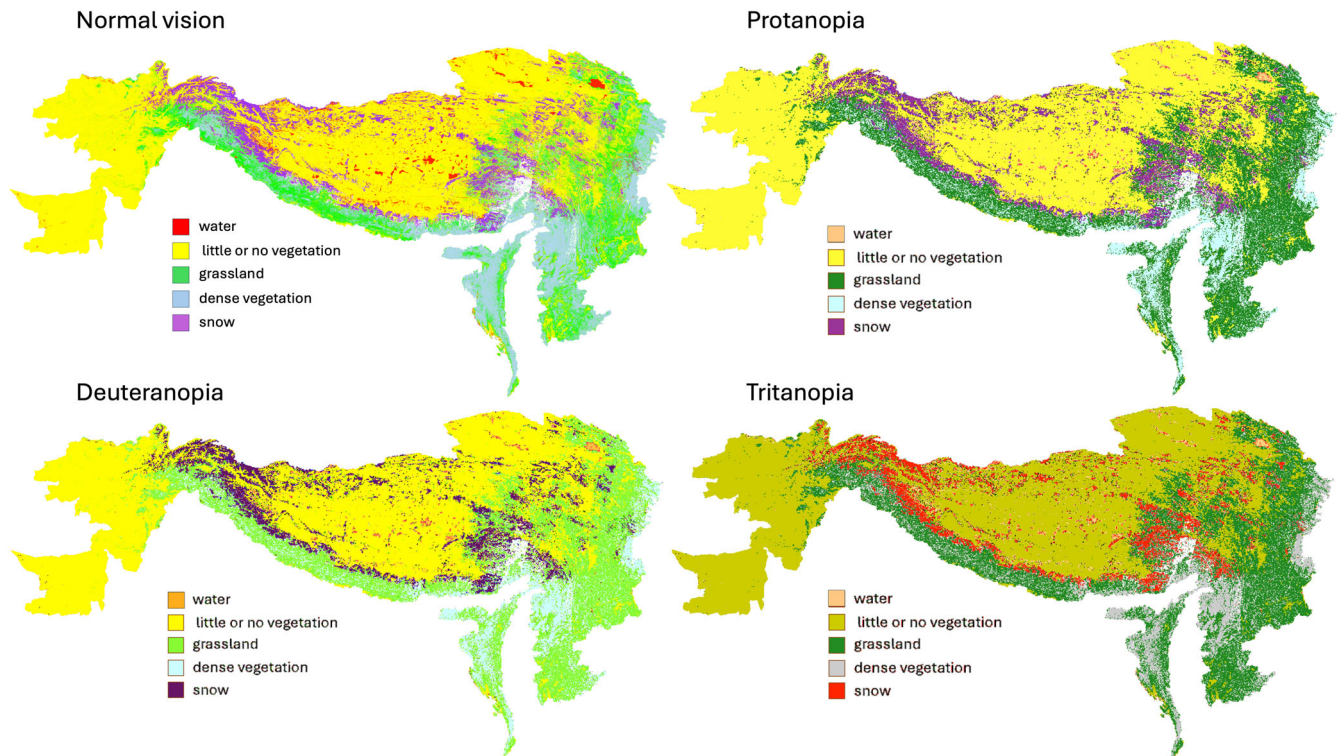 Normal vision
water
little or no vegetation
grassland
dense vegetation
snow
Protanopia
water
little or no vegetation
grassland
dense vegetation
snow
Deuteranopia
water
little or no vegetation
grassland
dense vegetation
snow
Tritanopia
water
little or no vegetation
grassland
dense vegetation
snow